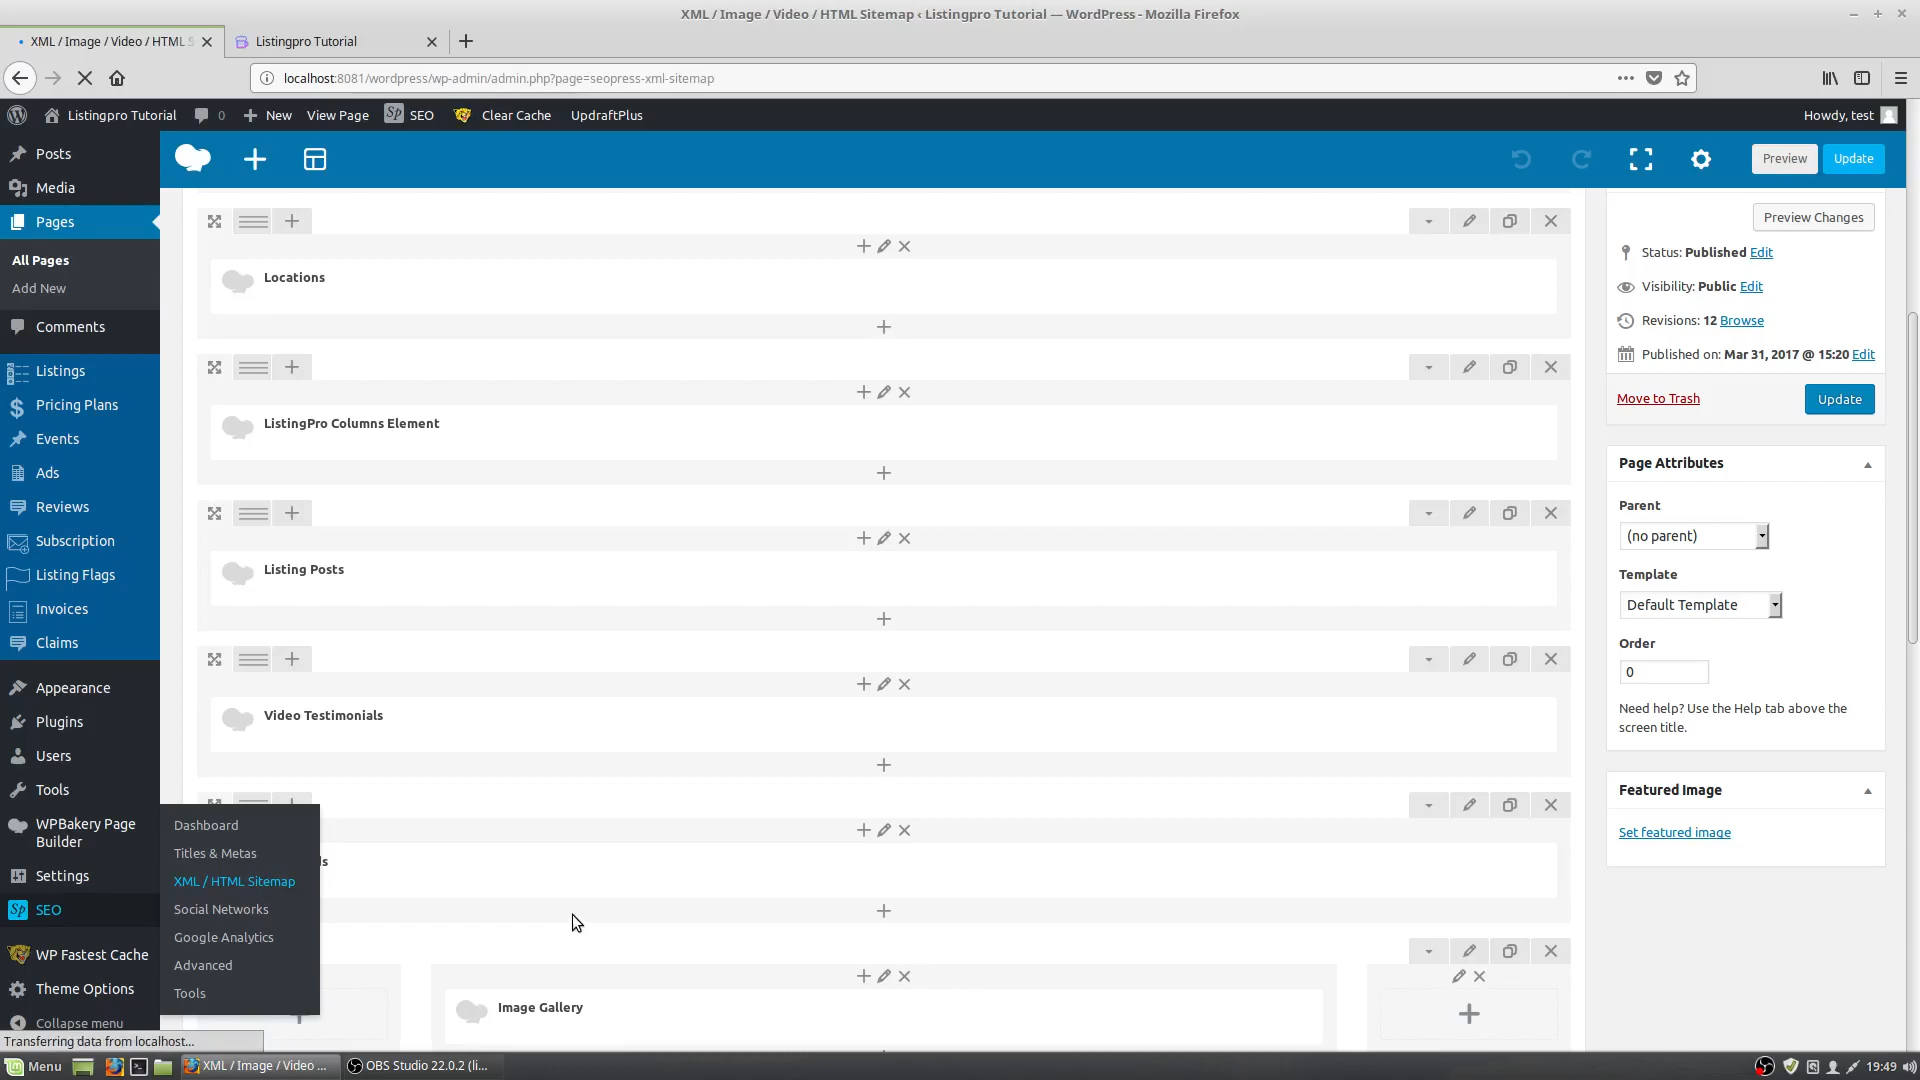 XML / Image / Video / HTML Sitemap ‹ Listingpro Tutorial — WordPress - Mozilla Firefox
XML / Image / Video / HTML S
Listingpro Tutorial
localhost:8081/wordpress/wp-admin/admin.php?page=seopress-xml-sitemap
Listingpro Tutorial
0
New
View Page
SEO
Clear Cache
UpdraftPlus
Howdy, test
Preview
Update
Posts
Media
Pages
All Pages
Add New
Comments
Listings
Pricing Plans
Events
Ads
Reviews
Subscription
Listing Flags
Invoices
Claims
Appearance
Plugins
Users
Tools
WPBakery Page
Builder
Settings
SEO
WP Fastest Cache
Theme Options
Collapse menu
Dashboard
Titles & Metas
XML / HTML Sitemap
Social Networks
Google Analytics
Advanced
Tools
Locations
ListingPro Columns Element
Listing Posts
Video Testimonials
ls
Image Gallery
Preview Changes
Status: Published Edit
Visibility: Public Edit
Revisions: 12 Browse
Published on: Mar 31, 2017 @ 15:20 Edit
Move to Trash
Update
Page Attributes
Parent
(no parent)
Template
Default Template
Order
0
Need help? Use the Help tab above the
screen title.
Featured Image
Set featured image
Transferring data from localhost...
Menu
XML / Image / Video ...
OBS Studio 22.0.2 (li...
19:49